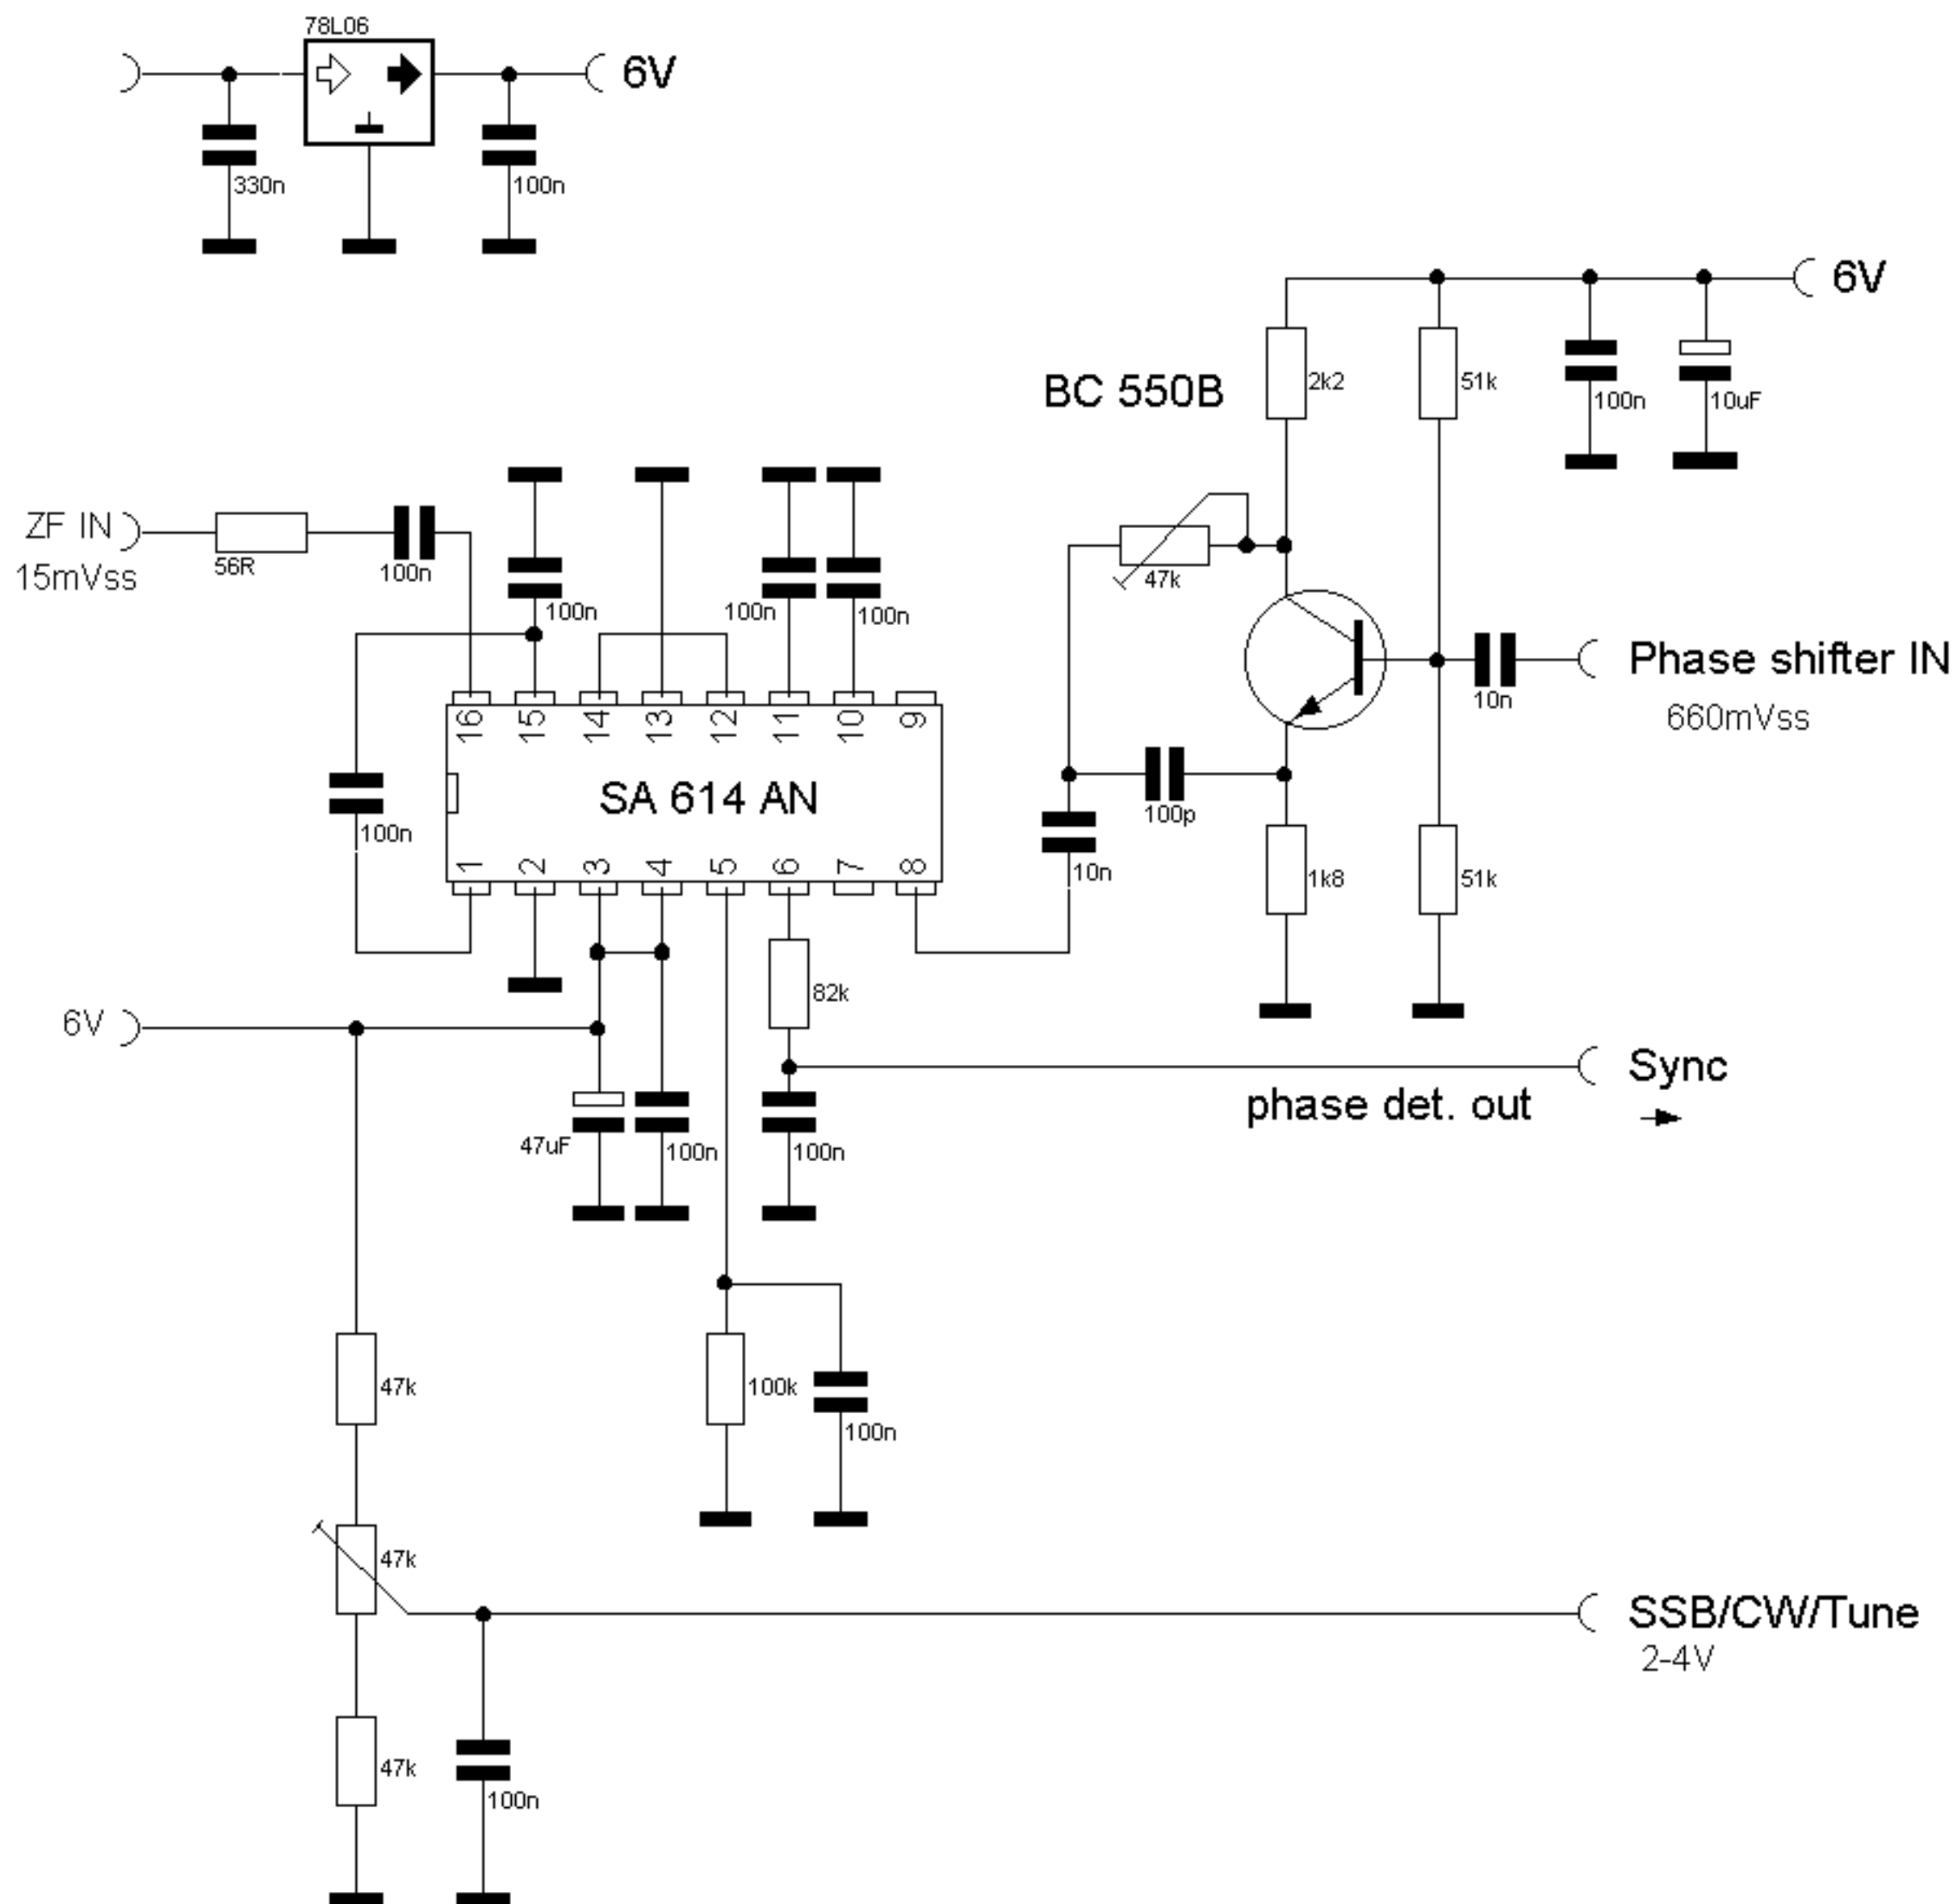 78L06
6V
330n
100n
6V
BC 550B
2k2
51k
100n
10uF
ZF IN
15mVss
56R
100n
100n
100n
100n
47k
Phase shifter IN
660mVss
10n
16 15 14 13 12 11 10 9
SA 614 AN
100n
100p
10n
1k8
51k
1 2 3 4 5 6 7 8
82k
6V
Sync
phase det. out
47uF
100n
100n
47k
100k
100n
47k
SSB/CW/Tune
2-4V
47k
100n